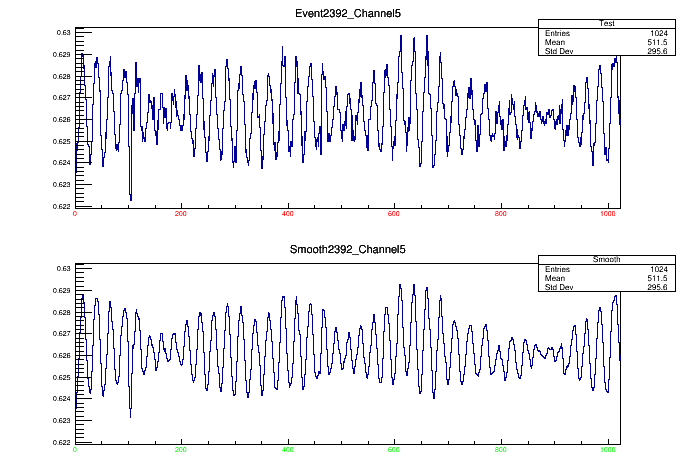 Event2392_Channel5
Test
Entries 1024
Mean 511.5
Std Dev 295.6
0.63
0.629
0.628
0.627
0.626
0.625
0.624
0.623
0.622
0 200 400 600 800 1000
Smooth2392_Channel5
Smooth
Entries 1024
Mean 511.5
Std Dev 295.6
0.63
0.629
0.628
0.627
0.626
0.625
0.624
0.623
0.622
0 200 400 600 800 1000